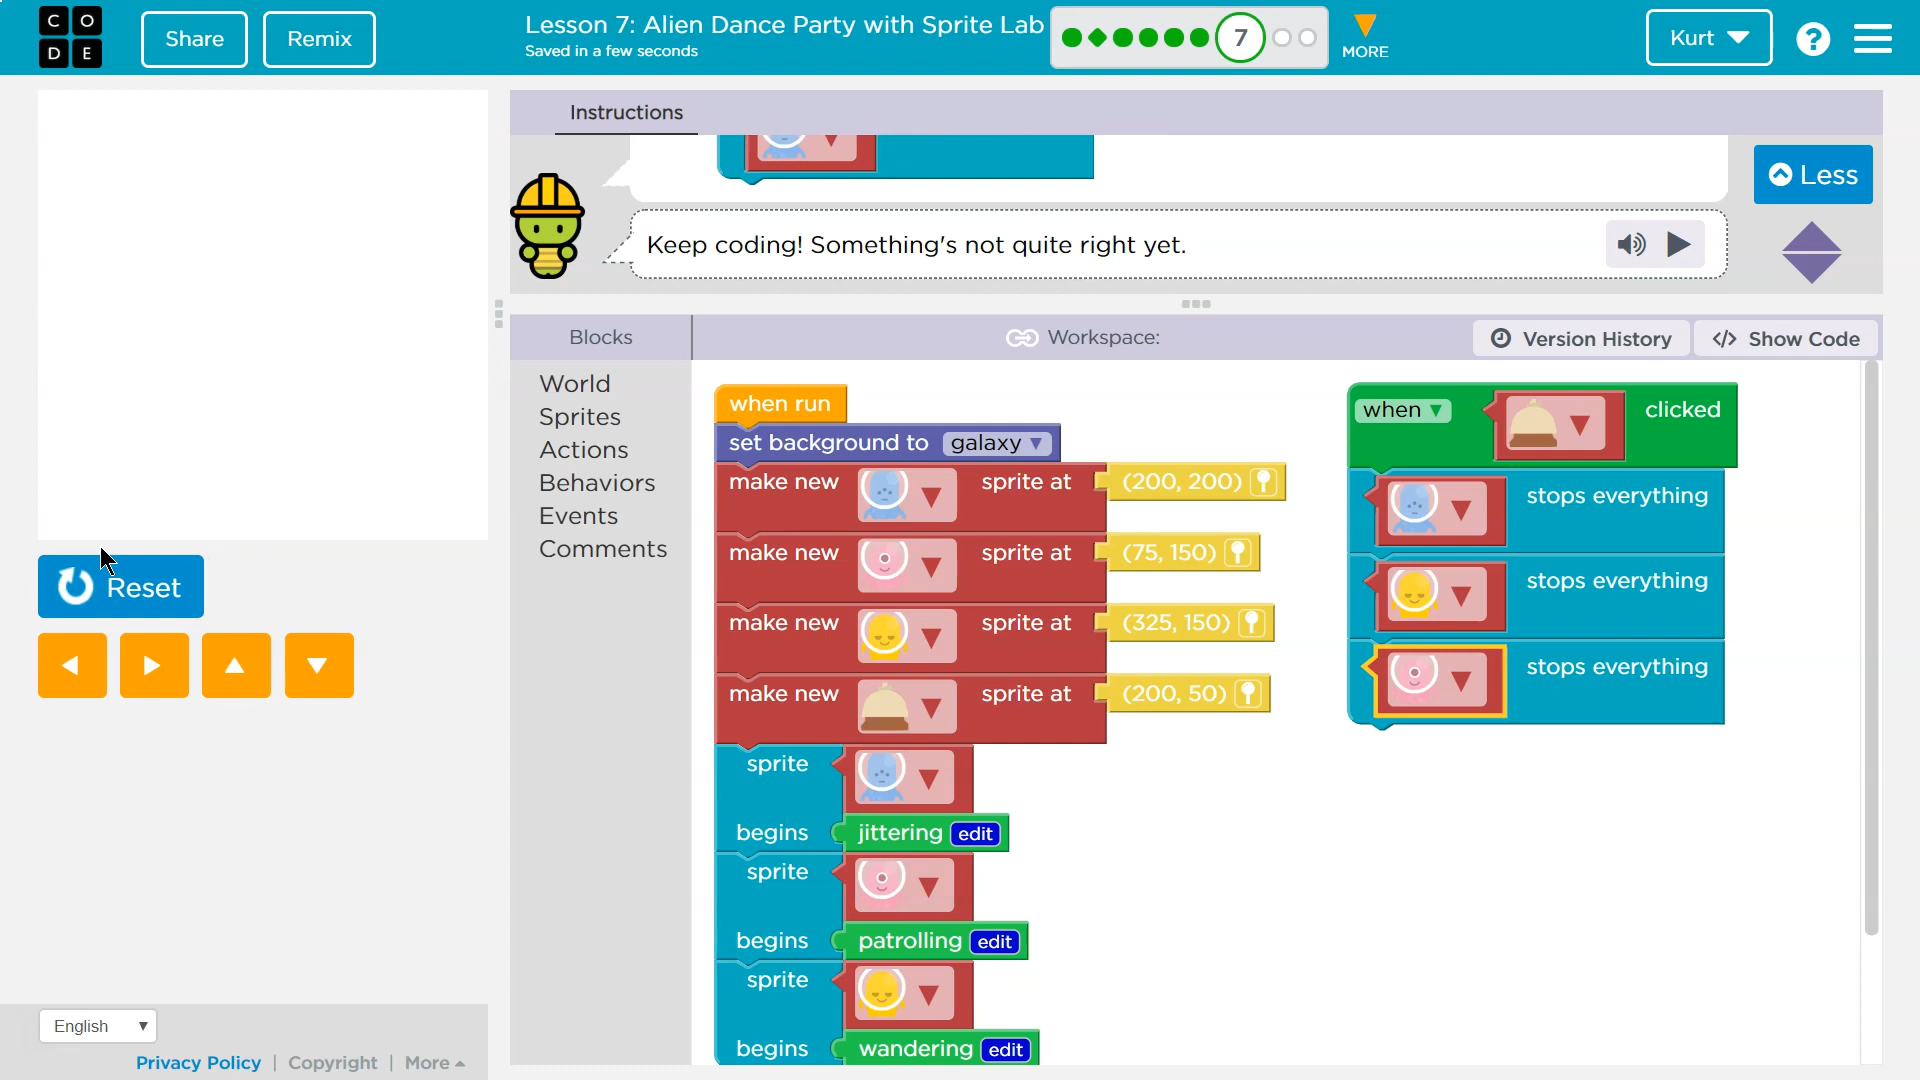 C O
D E
Share
Remix
Lesson 7: Alien Dance Party with Sprite Lab
Saved in a few seconds
7
MORE
Kurt
?
Instructions
Less
Keep coding! Something's not quite right yet.
Blocks
Workspace:
Version History
</> Show Code
World
Sprites
Actions
Behaviors
Events
Comments
when run
set background to galaxy
make new sprite at (200, 200)
make new sprite at (75, 150)
make new sprite at (325, 150)
make new sprite at (200, 50)
sprite
begins jittering edit
sprite
begins patrolling edit
sprite
begins wandering edit
when clicked
stops everything
stops everything
stops everything
Reset
English
Privacy Policy | Copyright | More